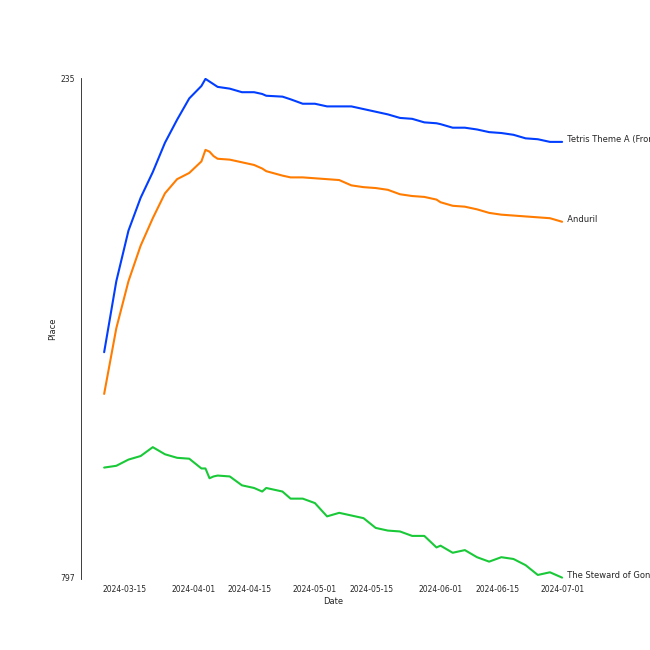 235
Tetris Theme A (From
Anduril
Place
The Steward of Gon
797
2024-03-15 2024-04-01 2024-04-15 2024-05-01 2024-05-15 2024-06-01 2024-06-15 2024-07-01
Date